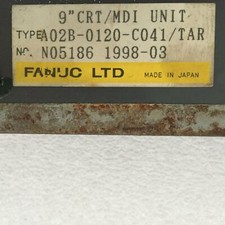 9"CRT/MDI UNIT
TYPE A02B-0120-C041/TAR
NO. N05186 1998-03
FANUC LTD MADE IN JAPAN